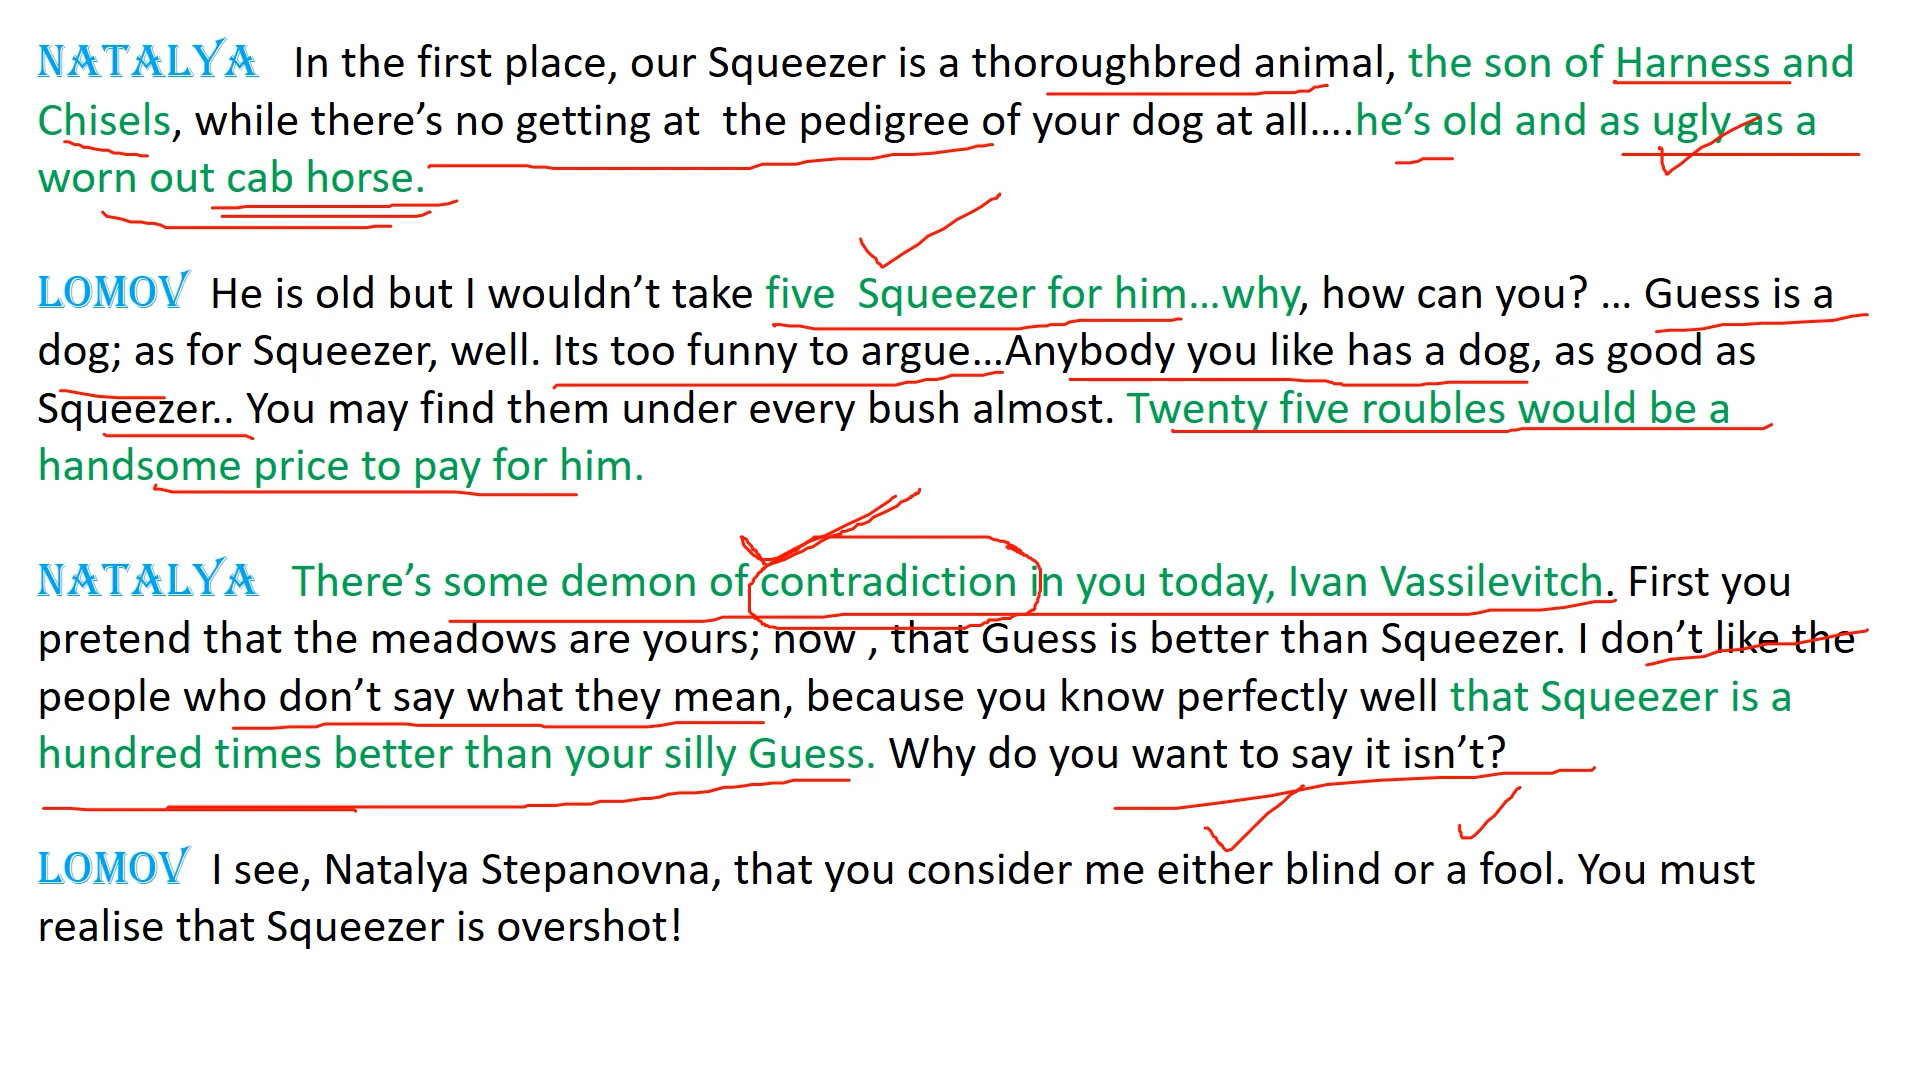 NATALYA In the first place, our Squeezer is a thoroughbred animal, the son of Harness and
Chisels, while there’s no getting at the pedigree of your dog at all….he’s old and as ugly as a
worn out cab horse.
LOMOV He is old but I wouldn’t take five Squeezer for him…why, how can you? … Guess is a
dog; as for Squeezer, well. Its too funny to argue…Anybody you like has a dog, as good as
Squeezer.. You may find them under every bush almost. Twenty five roubles would be a
handsome price to pay for him.
NATALYA There’s some demon of contradiction in you today, Ivan Vassilevitch. First you
pretend that the meadows are yours; now , that Guess is better than Squeezer. I don’t like the
people who don’t say what they mean, because you know perfectly well that Squeezer is a
hundred times better than your silly Guess. Why do you want to say it isn’t?
LOMOV I see, Natalya Stepanovna, that you consider me either blind or a fool. You must
realise that Squeezer is overshot!